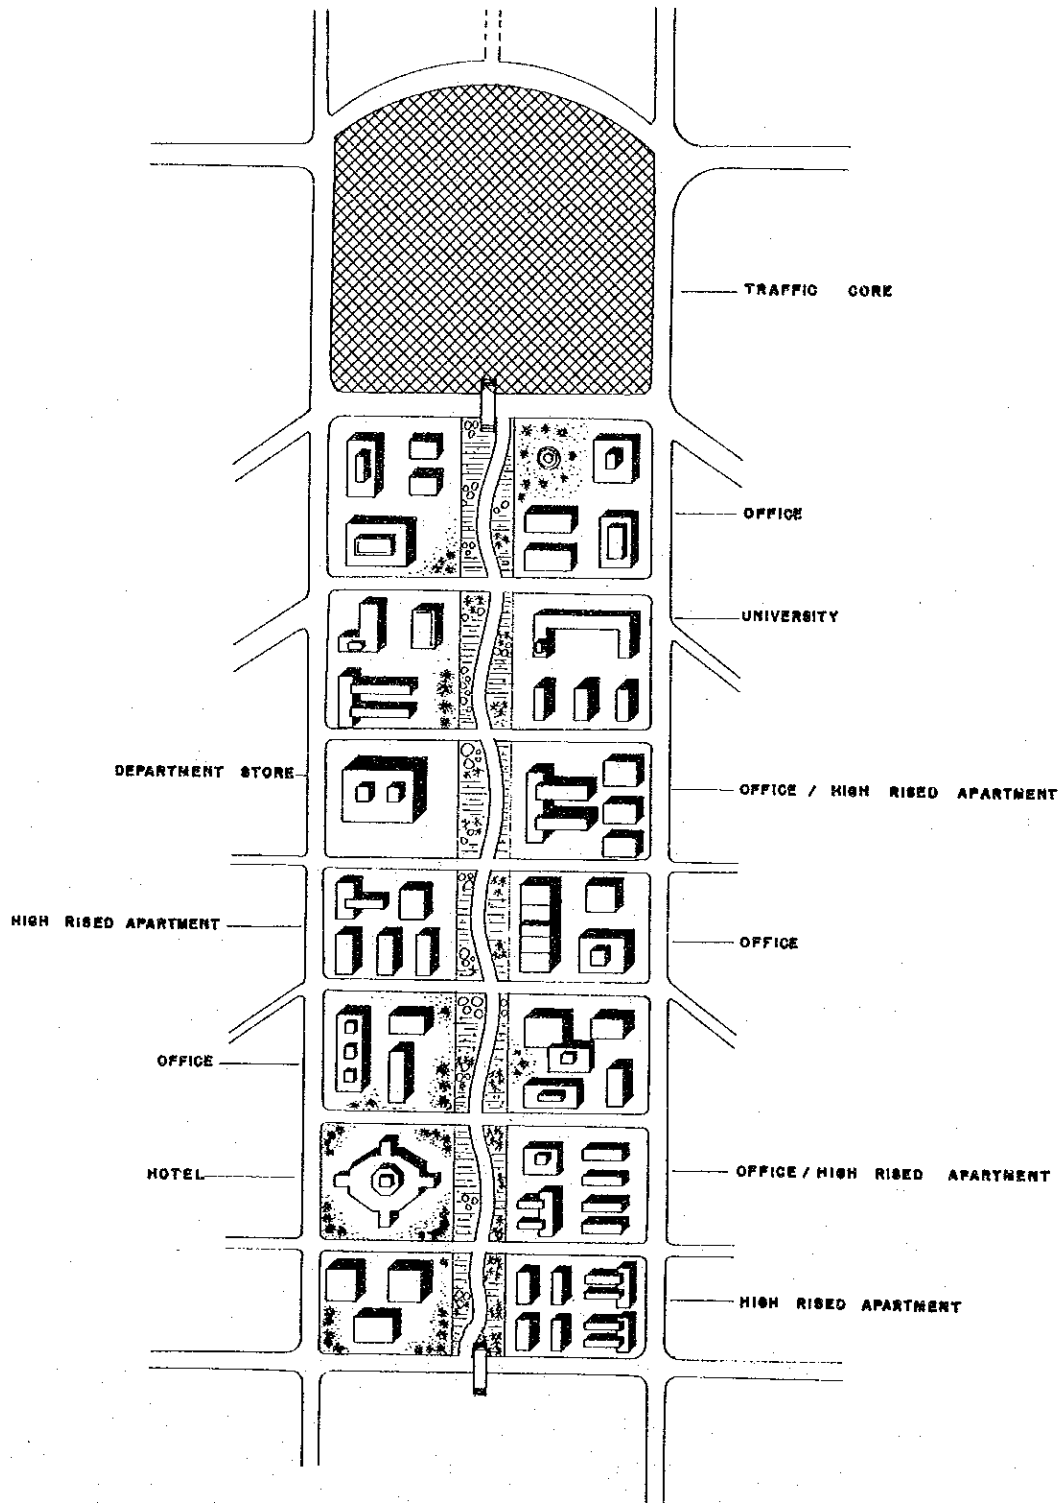 TRAFFIC CORE
OFFICE
UNIVERSITY
DEPARTMENT STORE
OFFICE / HIGH RISED APARTMENT
HIGH RISED APARTMENT
OFFICE
OFFICE
HOTEL
OFFICE / HIGH RISED APARTMENT
HIGH RISED APARTMENT